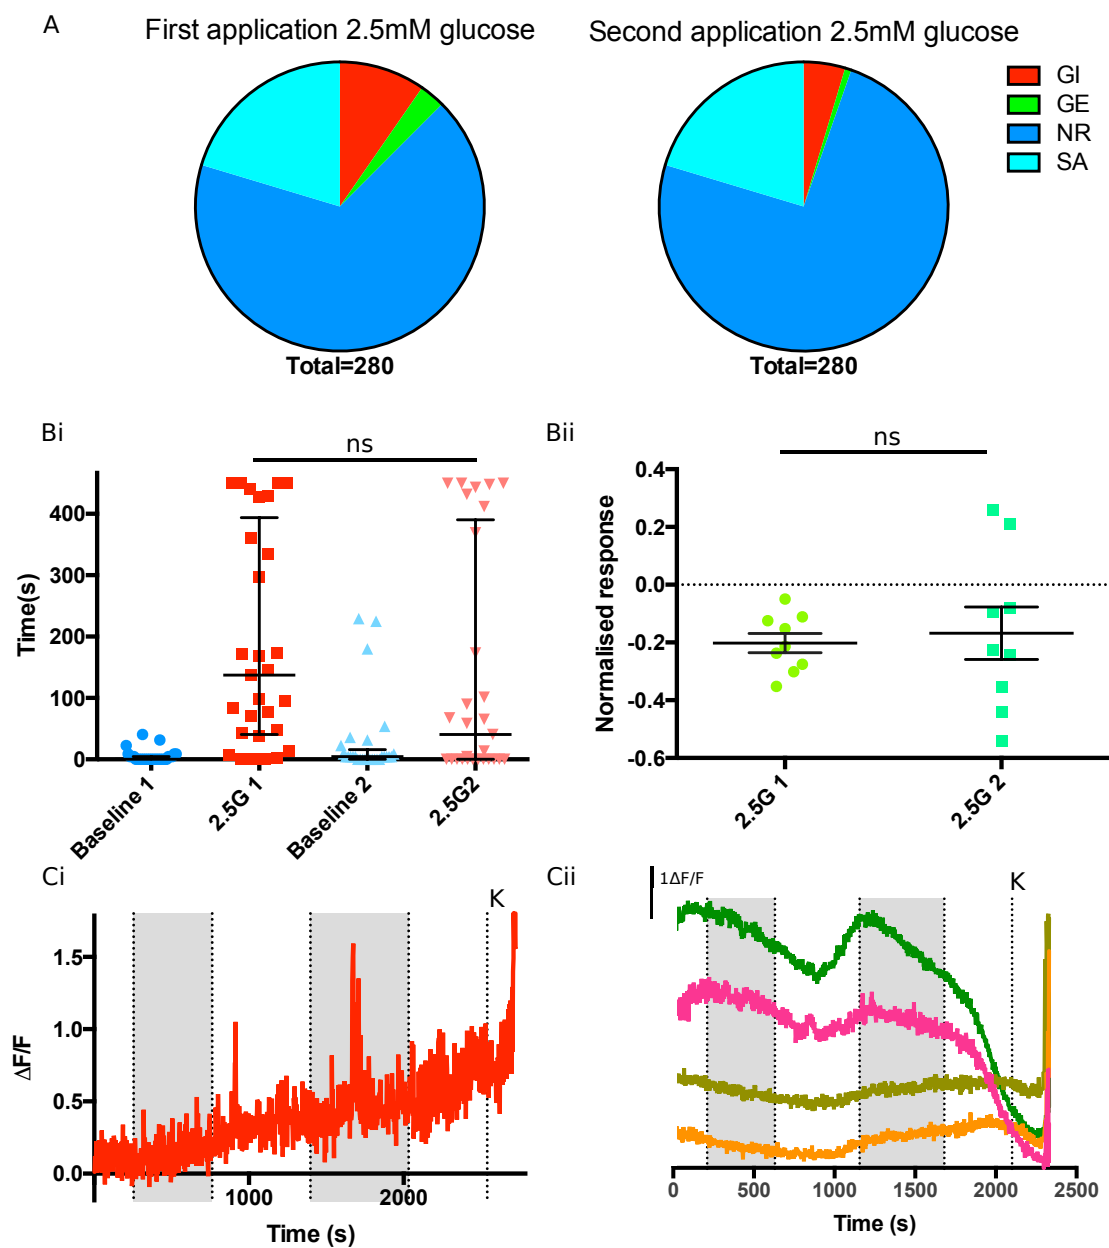 A
First application 2.5mM glucose
Second application 2.5mM glucose
GI
GE
NR
SA
Total=280
Total=280
Bi
ns
Time(s)
400
300
200
100
0
Baseline 1
2.5G 1
Baseline 2
2.5G2
Bii
ns
Normalised response
0.4
0.2
0.0
-0.2
-0.4
-0.6
2.5G 1
2.5G 2
Ci
K
ΔF/F
1.5
1.0
0.5
0.0
1000
2000
Time (s)
Cii
1ΔF/F
K
0
500
1000
1500
2000
2500
Time (s)